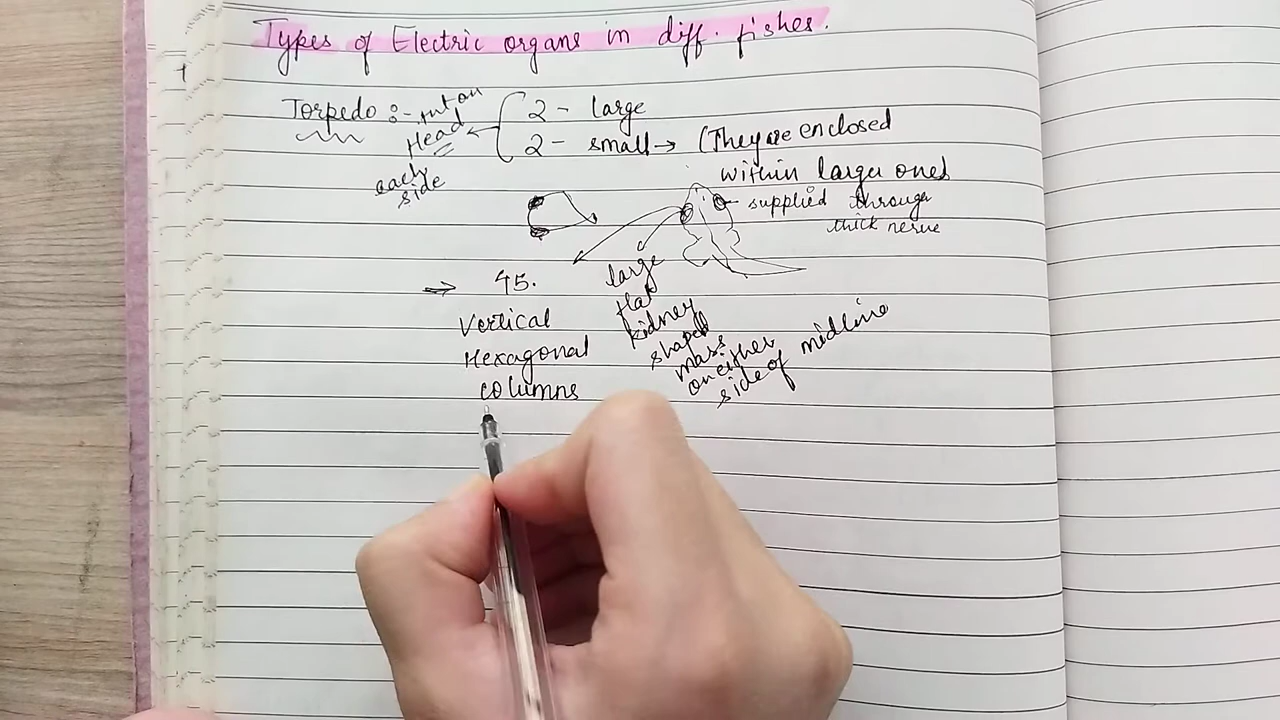 Types of Electric organs in diff. fishes.
Torpedo :- int on Head each side
2 - large
2 - small → (They are enclosed
within larger ones
supplied through
thick nerve
⇒ 45.
Vertical
Hexagonal
columns
large
flat
kidney
shaped
mass
on either
side of midline